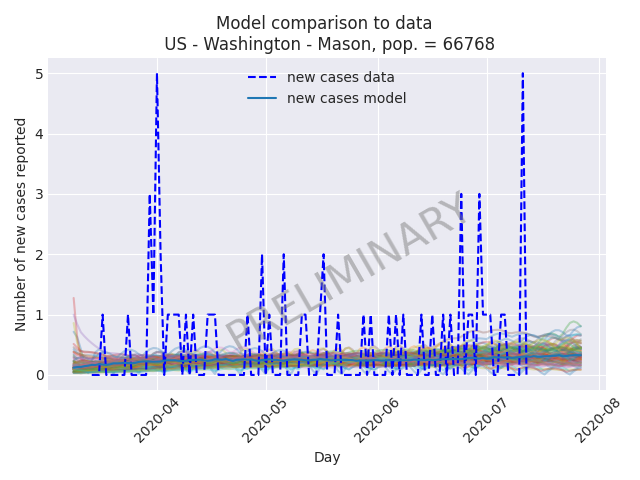 Model comparison to data
US - Washington - Mason, pop. = 66768
new cases data
new cases model
PRELIMINARY
Number of new cases reported
5
4
3
2
1
0
2020-04
2020-05
2020-06
2020-07
2020-08
Day